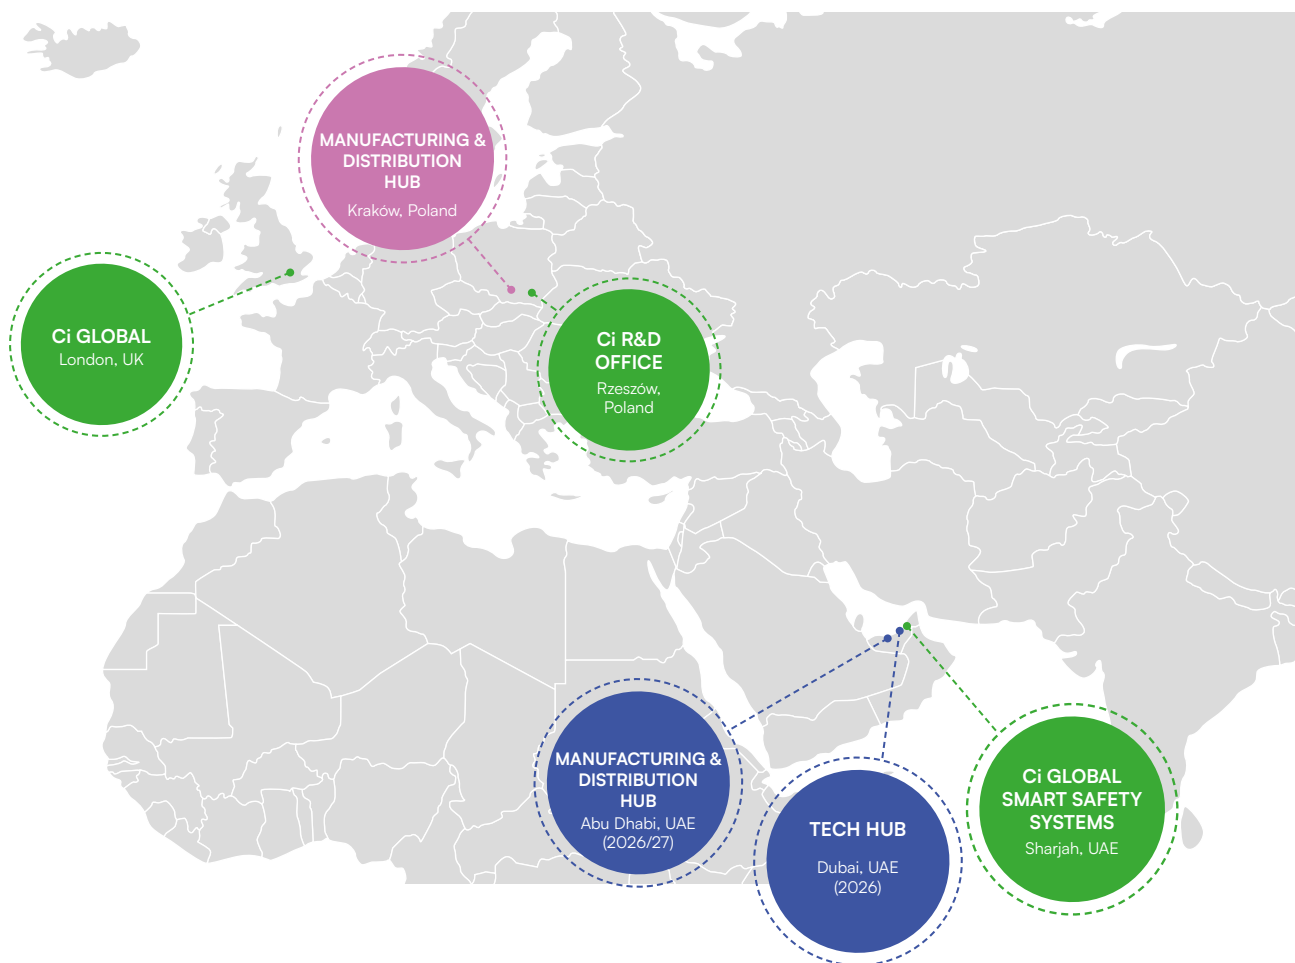 MANUFACTURING &
DISTRIBUTION
HUB
Kraków, Poland
Ci GLOBAL
London, UK
Ci R&D
OFFICE
Rzeszów,
Poland
MANUFACTURING &
DISTRIBUTION
HUB
Abu Dhabi, UAE
(2026/27)
TECH HUB
Dubai, UAE
(2026)
Ci GLOBAL
SMART SAFETY
SYSTEMS
Sharjah, UAE